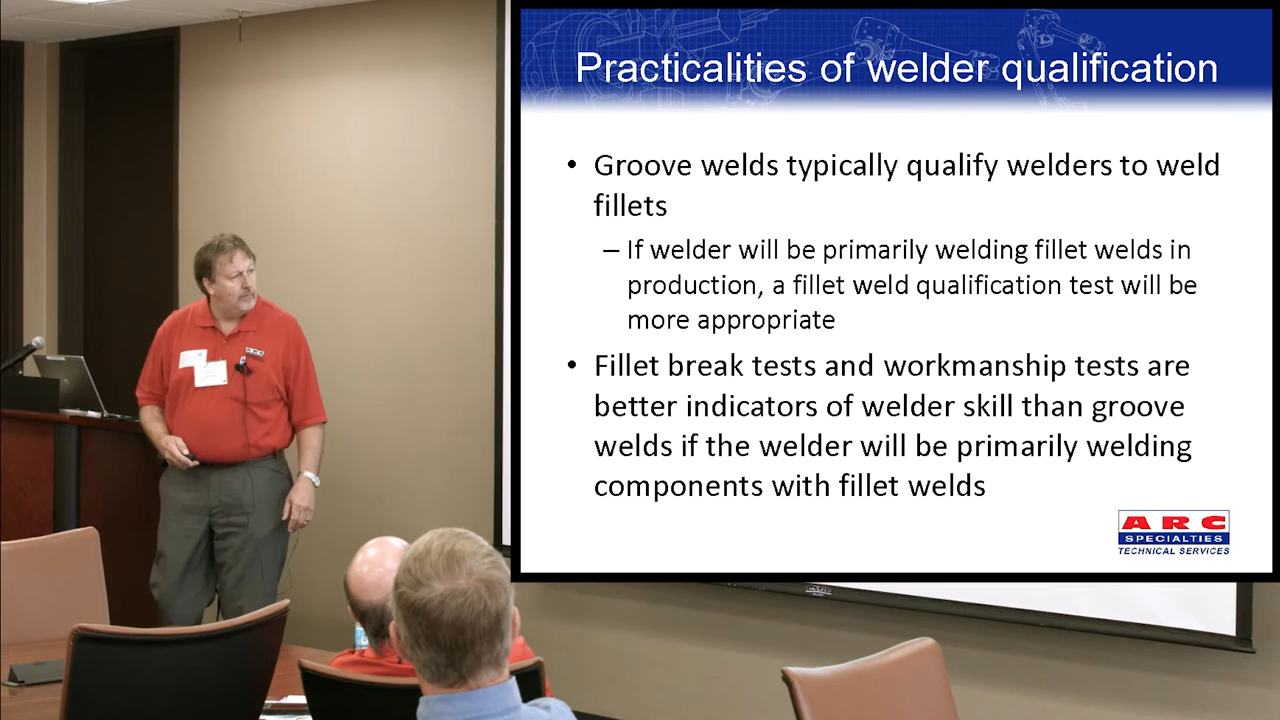 Practicalities of welder qualification
• Groove welds typically qualify welders to weld
fillets
– If welder will be primarily welding fillet welds in
production, a fillet weld qualification test will be
more appropriate
• Fillet break tests and workmanship tests are
better indicators of welder skill than groove
welds if the welder will be primarily welding
components with fillet welds
ARC
SPECIALTIES
TECHNICAL SERVICES